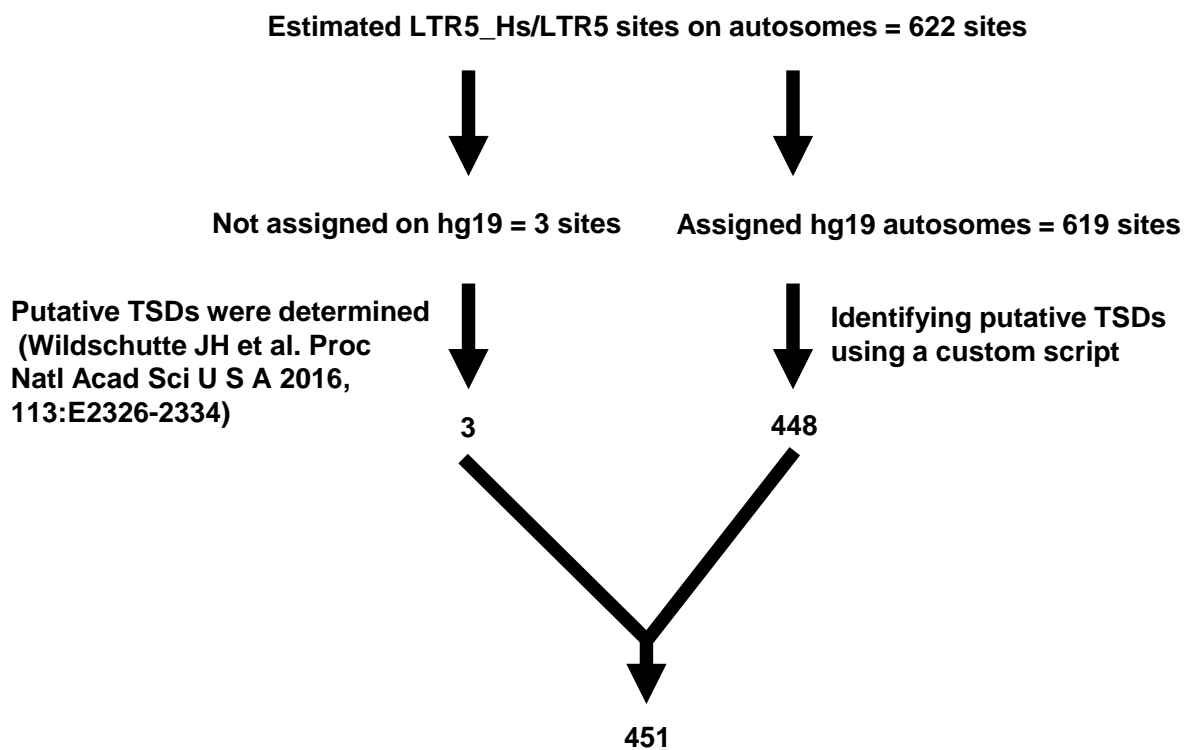 Estimated LTR5_Hs/LTR5 sites on autosomes = 622 sites
Not assigned on hg19 = 3 sites
Assigned hg19 autosomes = 619 sites
Putative TSDs were determined
(Wildschutte JH et al. Proc
Natl Acad Sci U S A 2016,
113:E2326-2334)
Identifying putative TSDs
using a custom script
3
448
451